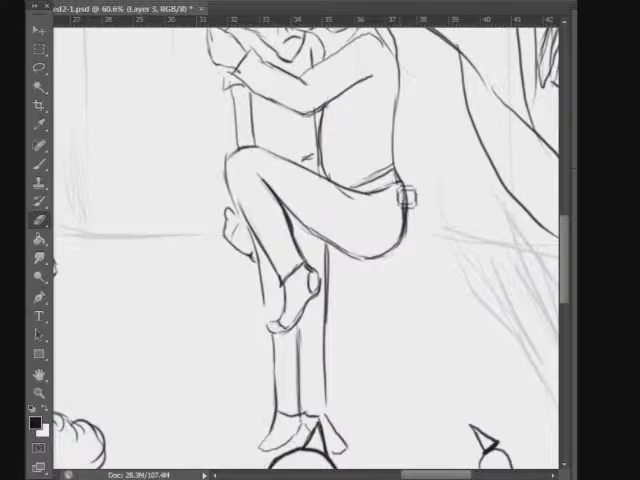 ed2-1.psd @ 60.6% (Layer 3, RGB/8) * ×
27 28 29 30 31 32 33 34 35 36 37 38 39 40 41 42
Doc: 28.3M/107.4M